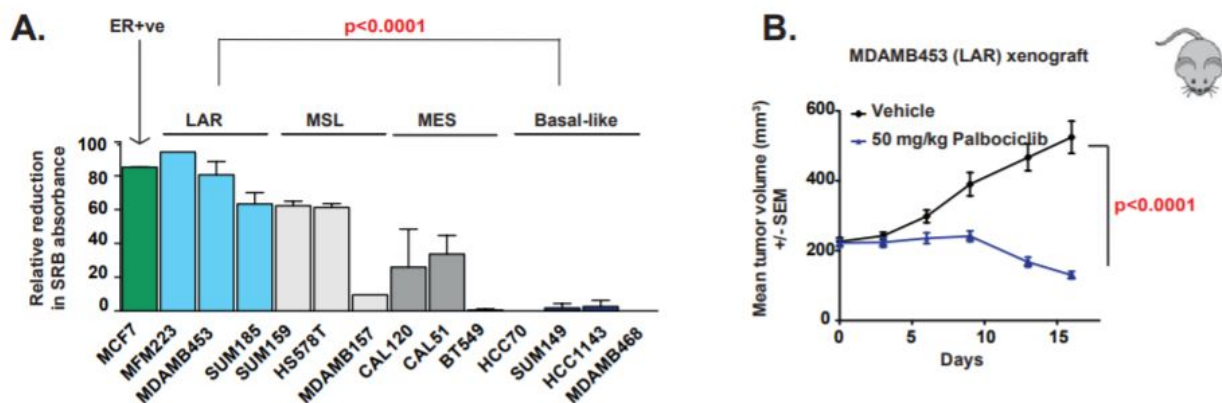 A.
ER+ve
p<0.0001
LAR MSL MES Basal-like
Relative reduction
in SRB absorbance
100
80
60
40
20
0
MCF7
MFM223
MDAMB453
SUM185
SUM159
HS578T
MDAMB157
CAL120
CAL51
BT549
HCC70
SUM149
HCC1143
MDAMB468
B.
MDAMB453 (LAR) xenograft
Mean tumor volume (mm³)
+/- SEM
600
400
200
0
Vehicle
50 mg/kg Palbociclib
p<0.0001
0 5 10 15
Days